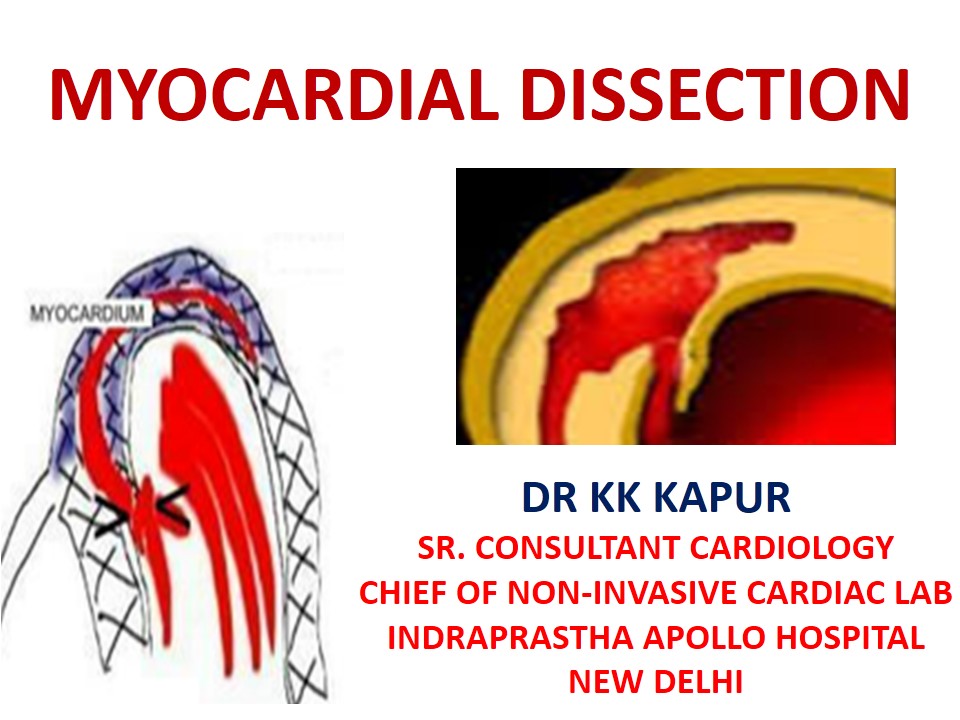 MYOCARDIAL DISSECTION
MYOCARDIUM
DR KK KAPUR
SR. CONSULTANT CARDIOLOGY
CHIEF OF NON-INVASIVE CARDIAC LAB
INDRAPRASTHA APOLLO HOSPITAL
NEW DELHI